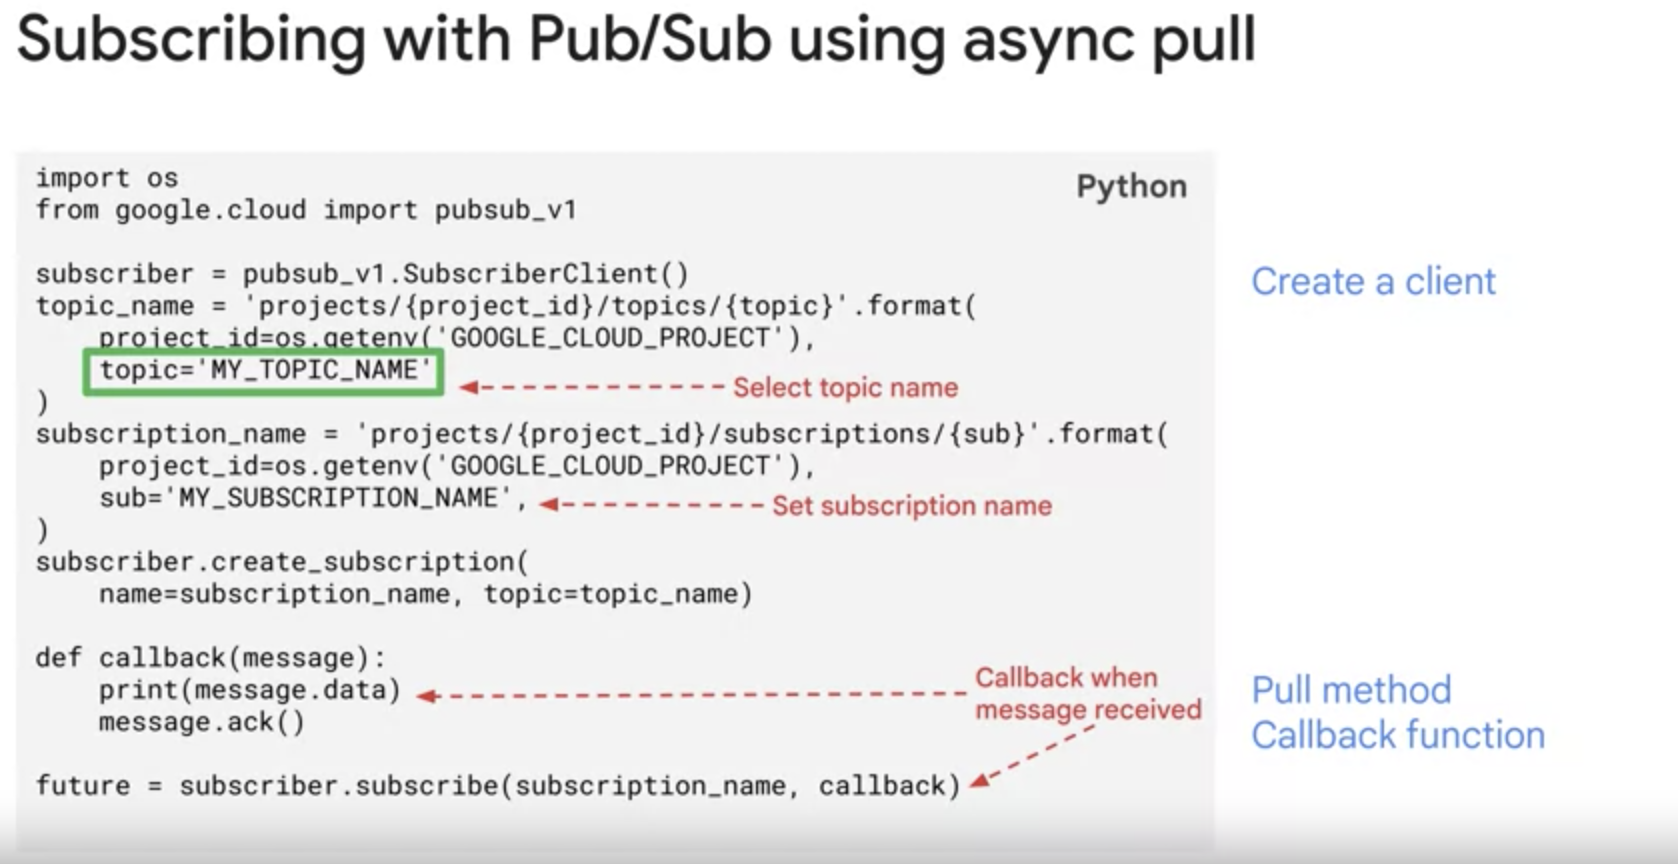 Subscribing with Pub/Sub using async pull
Python
import os
from google.cloud import pubsub_v1
subscriber = pubsub_v1.SubscriberClient()
Create a client
topic_name = 'projects/{project_id}/topics/{topic}'.format(
    project_id=os.getenv('GOOGLE_CLOUD_PROJECT'),
    topic='MY_TOPIC_NAME'
Select topic name
)
subscription_name = 'projects/{project_id}/subscriptions/{sub}'.format(
    project_id=os.getenv('GOOGLE_CLOUD_PROJECT'),
    sub='MY_SUBSCRIPTION_NAME',
Set subscription name
)
subscriber.create_subscription(
    name=subscription_name, topic=topic_name)
def callback(message):
    print(message.data)
    message.ack()
Callback when
message received
Pull method
Callback function
future = subscriber.subscribe(subscription_name, callback)